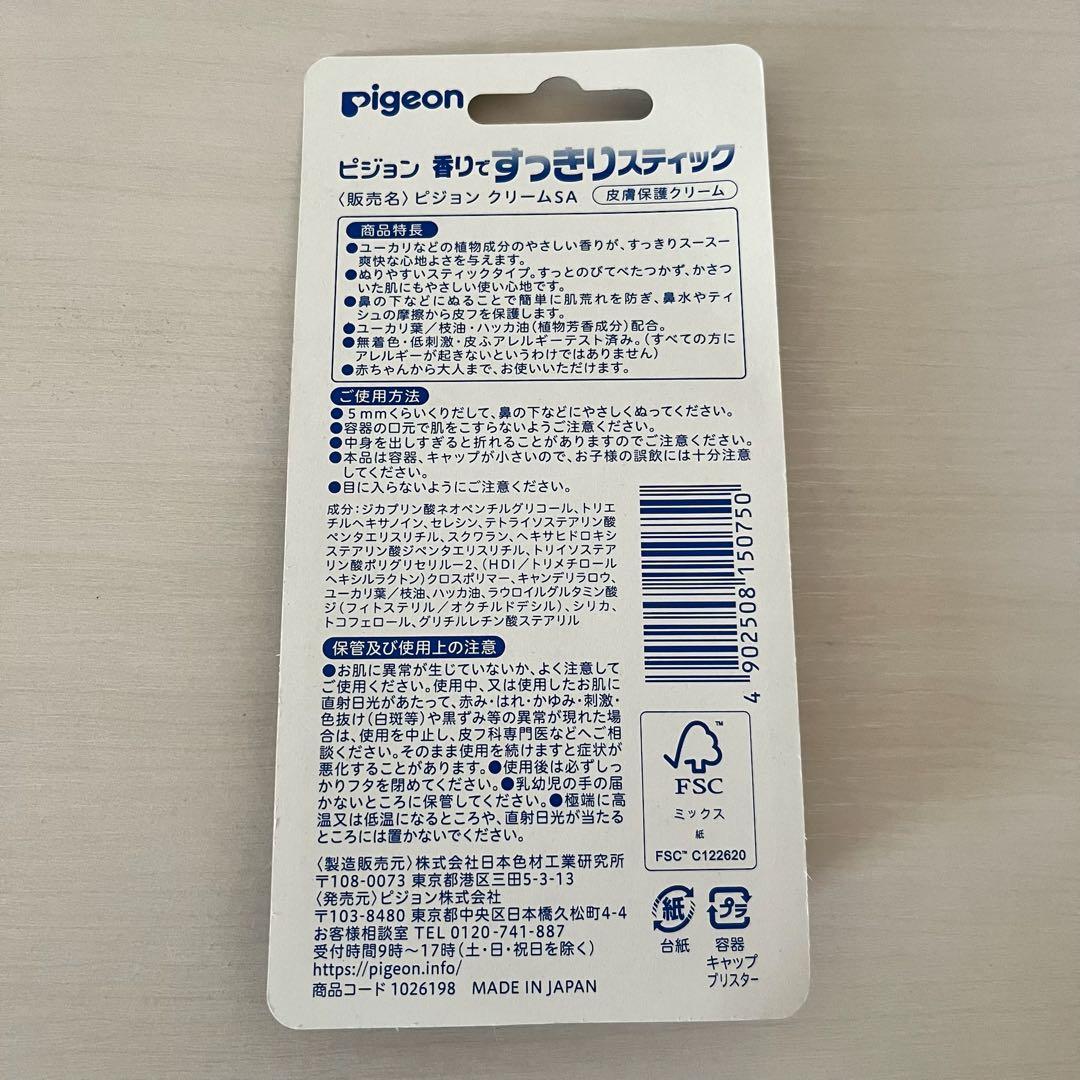 pigeon
ピジョン 香りですっきりスティック
〈販売名〉ピジョン クリームSA 皮膚保護クリーム
商品特長
●ユーカリなどの植物成分のやさしい香りが、すっきりスースー
爽快な心地よさを与えます。
●ぬりやすいスティックタイプ。すっとのびてべたつかず、かさつ
いた肌にもやさしい使い心地です。
●鼻の下などにぬることで簡単に肌荒れを防ぎ、鼻水やティ
シュの摩擦から皮フを保護します。
●ユーカリ葉/枝油・ハッカ油(植物芳香成分)配合。
●無着色・低刺激・皮ふアレルギーテスト済み。(すべての方に
アレルギーが起きないというわけではありません)
●赤ちゃんから大人まで、お使いいただけます。
ご使用方法
●5mmくらいくりだして、鼻の下などにやさしくぬってください。
●容器の口元で肌をこすらないようご注意ください。
●中身を出しすぎると折れることがありますのでご注意ください。
●本品は容器、キャップが小さいので、お子様の誤飲には十分注意
してください。
●目に入らないようにご注意ください。
成分:ジカプリン酸ネオペンチルグリコール、トリエ
チルヘキサノイン、セレシン、テトライソステアリン酸
ペンタエリスリチル、スクワラン、ヘキサヒドロキシ
ステアリン酸ジペンタエリスリチル、トリイソステア
リン酸ポリグリセリル-2、(HDI/トリメチロール
ヘキシルラクトン)クロスポリマー、キャンデリラロウ、
ユーカリ葉/枝油、ハッカ油、ラウロイルグルタミン酸
ジ(フィトステリル/オクチルドデシル)、シリカ、
トコフェロール、グリチルレチン酸ステアリル
4 902508 150750
保管及び使用上の注意
●お肌に異常が生じていないか、よく注意して
ご使用ください。使用中、又は使用したお肌に
直射日光があたって、赤み・はれ・かゆみ・刺激・
色抜け(白斑等)や黒ずみ等の異常が現れた場
合は、使用を中止し、皮フ科専門医などへご相
談ください。そのまま使用を続けますと症状が
悪化することがあります。●使用後は必ずしっ
かりフタを閉めてください。●乳幼児の手の届
かないところに保管してください。●極端に高
温又は低温になるところや、直射日光が当たる
ところには置かないでください。
FSC™
ミックス
紙
FSC™ C122620
〈製造販売元〉株式会社日本色材工業研究所
〒108-0073 東京都港区三田5-3-13
〈発売元〉ピジョン株式会社
〒103-8480 東京都中央区日本橋久松町4-4
お客様相談室 TEL 0120-741-887
受付時間9時〜17時(土・日・祝日を除く)
https://pigeon.info/
商品コード 1026198 MADE IN JAPAN
紙
台紙
プラ
容器
キャップ
ブリスター